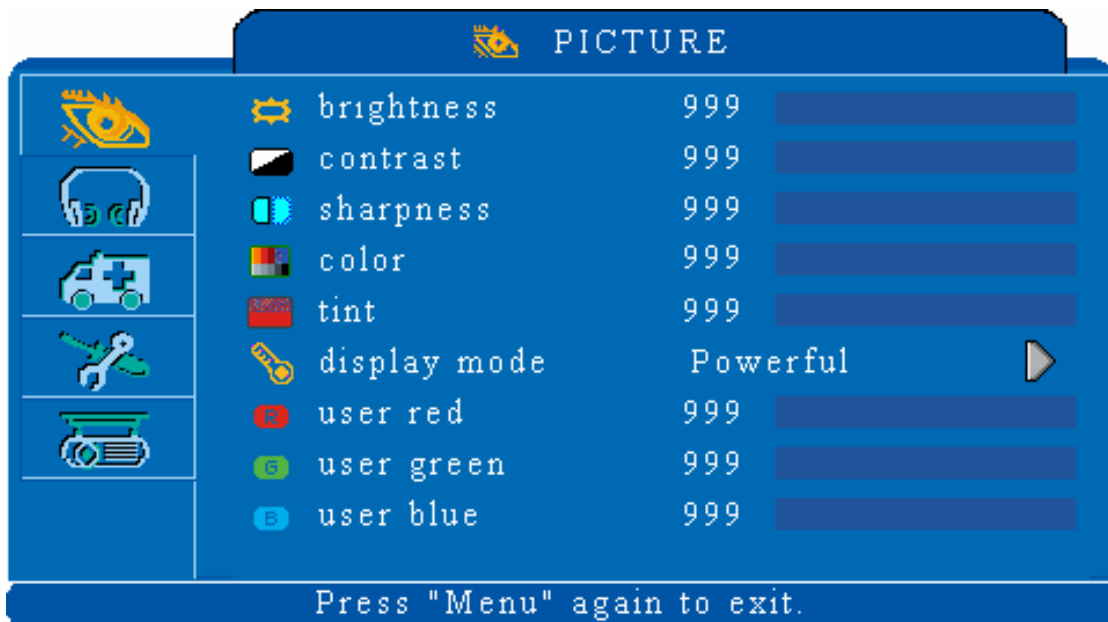 PICTURE
brightness 999
contrast 999
sharpness 999
color 999
tint 999
display mode Powerful
R user red 999
G user green 999
B user blue 999
Press "Menu" again to exit.